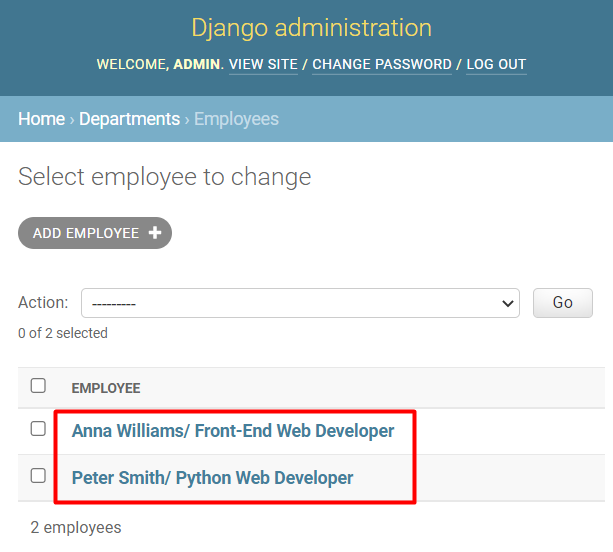 Django administration
WELCOME, ADMIN. VIEW SITE / CHANGE PASSWORD / LOG OUT
Home › Departments › Employees
Select employee to change
ADD EMPLOYEE +
Action: ---------
Go
0 of 2 selected
EMPLOYEE
Anna Williams/ Front-End Web Developer
Peter Smith/ Python Web Developer
2 employees